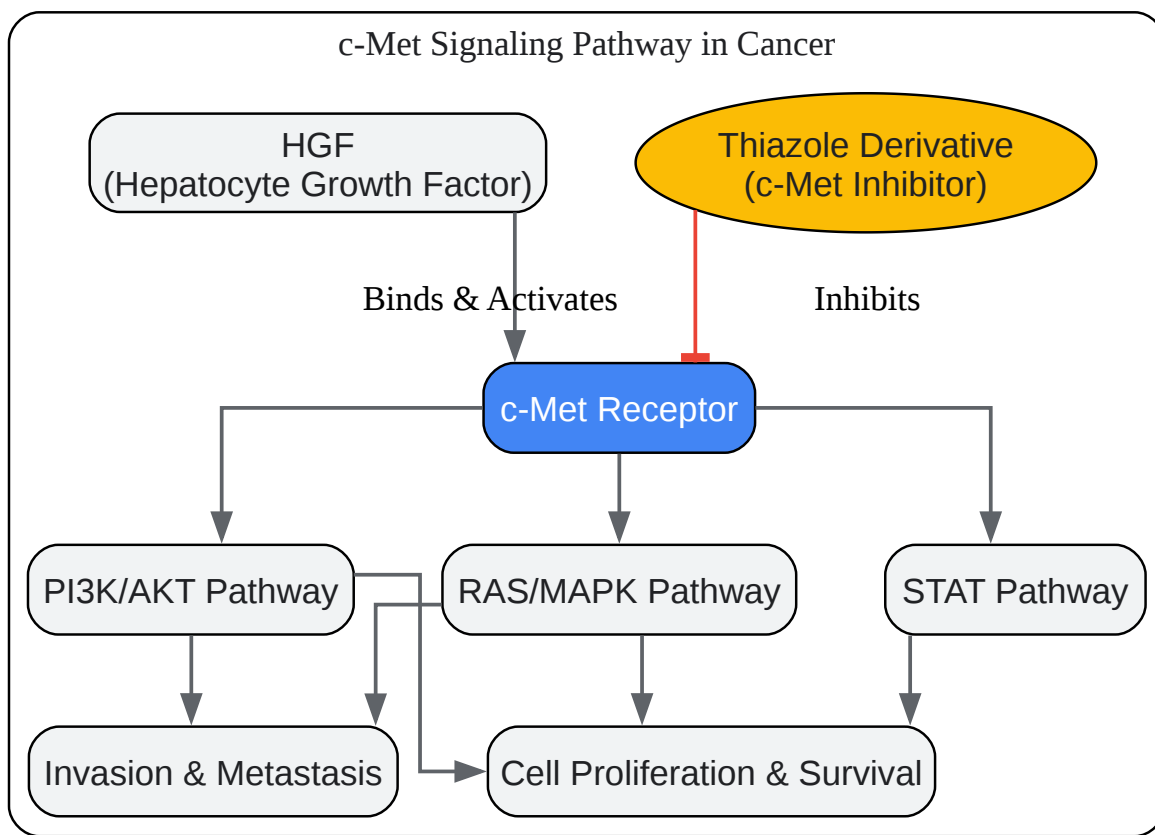 c-Met Signaling Pathway in Cancer
HGF
(Hepatocyte Growth Factor)
Thiazole Derivative
(c-Met Inhibitor)
Binds & Activates
Inhibits
c-Met Receptor
PI3K/AKT Pathway
RAS/MAPK Pathway
STAT Pathway
Invasion & Metastasis
Cell Proliferation & Survival